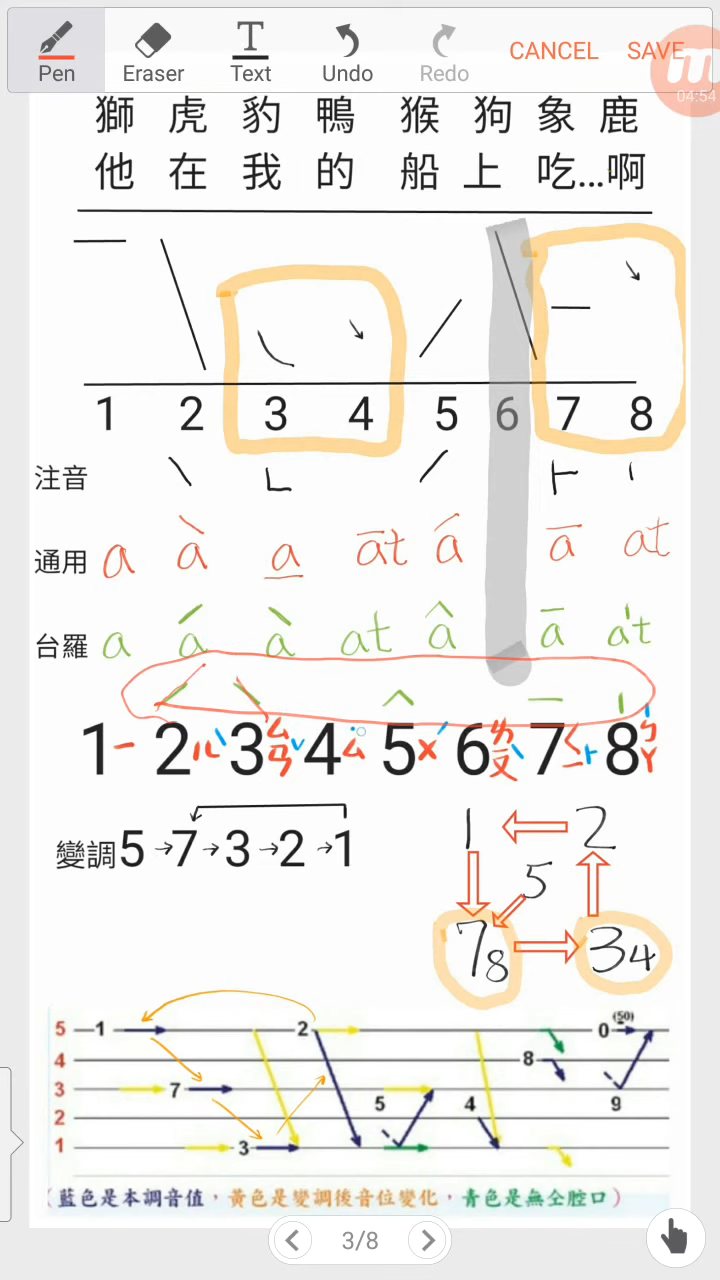 Pen Eraser Text Undo Redo CANCEL SAVE
04:54
獅 虎 豹 鴨 猴 狗 象 鹿
他 在 我 的 船 上 吃...啊
1 2 3 4 5 6 7 8
注音 ˋ ㄴ ˊ ㅏ ˈ
通用 a à a̲ āt á ā at
台羅 a á à at â ā a̍t
1 2 3 4 5 6 7 8
變調 5→7→3→2→1
1 ← 2
5
78 → 34
5 1 2 0 (50)
4 8
3 7
2 5 4 9
1 3
(藍色是本調音值,黃色是變調後音位變化,青色是無仝腔口)
3/8